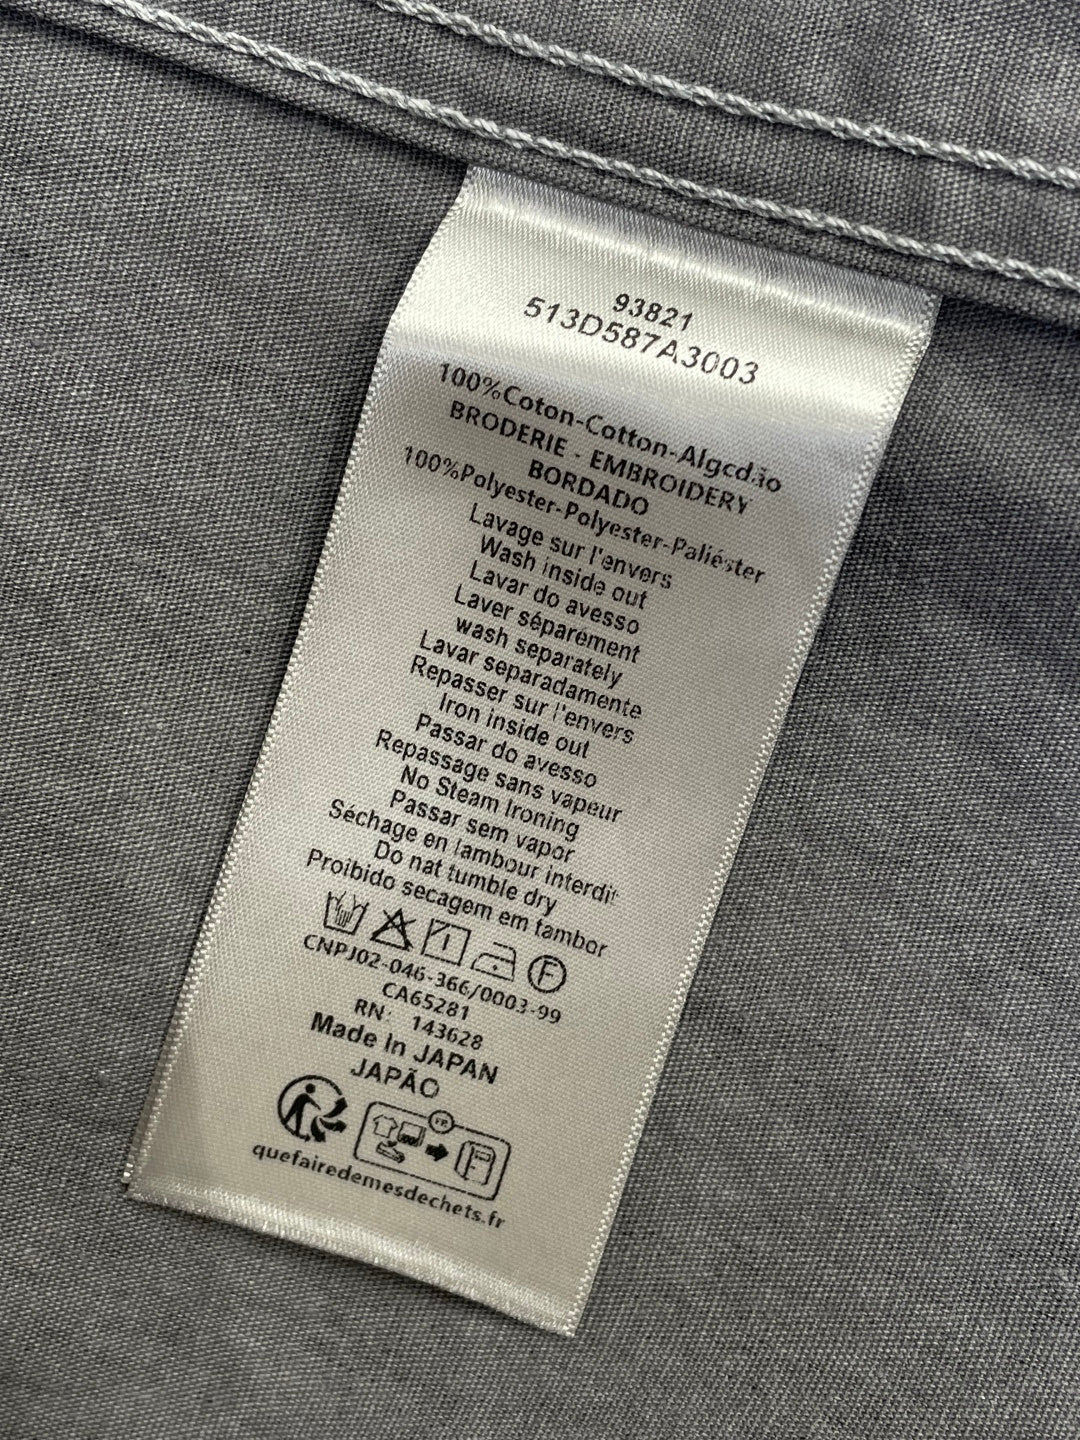 93821
513D587A3003
100%Coton-Cotton-Algcdão
BRODERIE - EMBROIDERY
BORDADO
100%Polyester-Polyester-Paliéster
Lavage sur l'envers
Wash inside out
Lavar do avesso
Laver séparément
wash separately
Lavar separadamente
Repasser sur l'envers
Iron inside out
Passar do avesso
Repassage sans vapeur
No Steam Ironing
Passar sem vapor
Séchage en lambour interdit
Do nat tumble dry
Proibido secagem em tambor
F
CNPJ02-046-366/0003-99
CA65281
RN: 143628
Made In JAPAN
JAPÃO
FR
quefairedemesdechets.fr